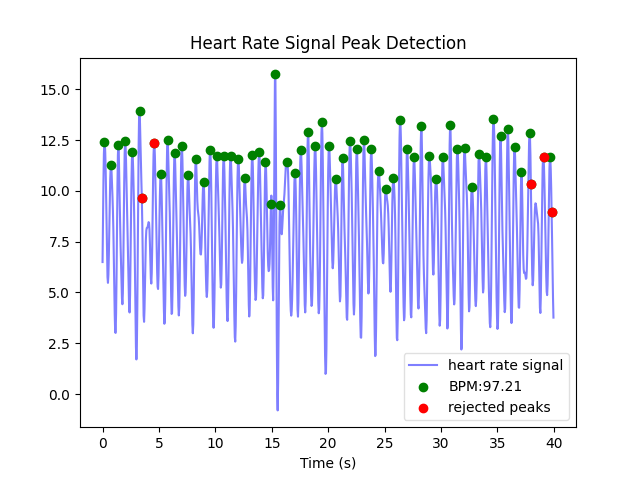 Heart Rate Signal Peak Detection
15.0
12.5
10.0
7.5
5.0
2.5
0.0
heart rate signal
BPM:97.21
rejected peaks
0 5 10 15 20 25 30 35 40
Time (s)